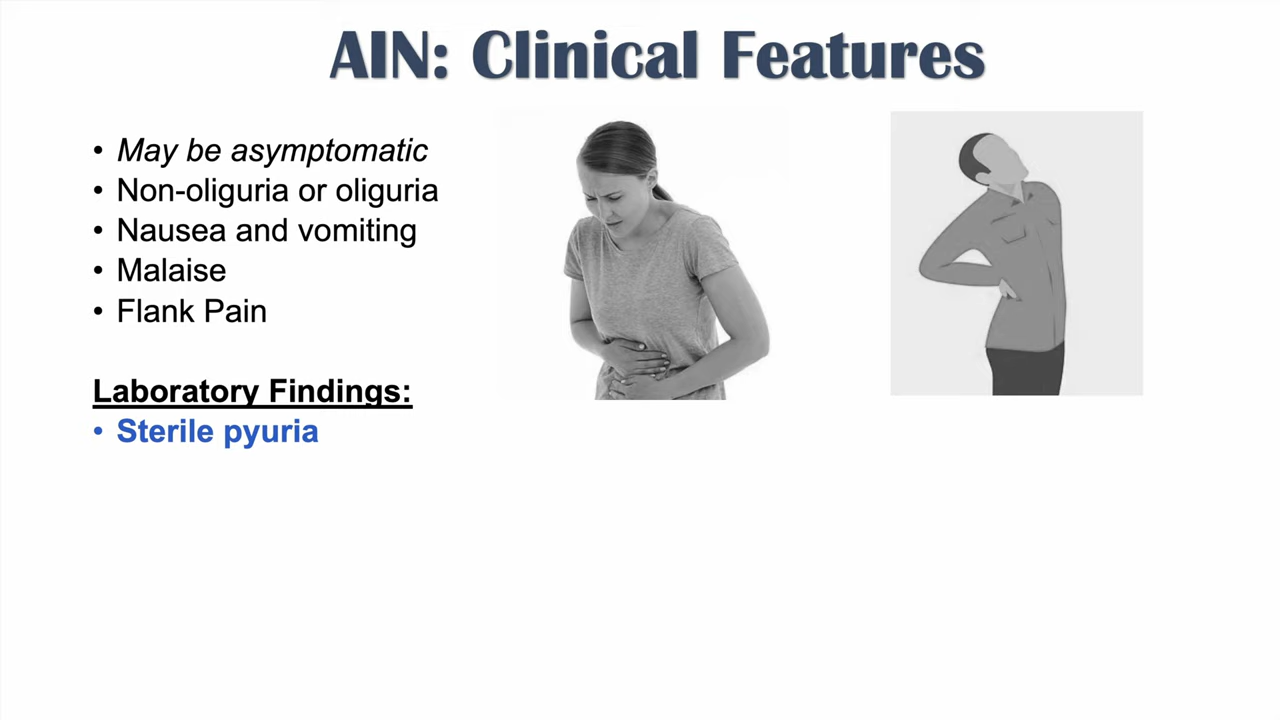 AIN: Clinical Features
• May be asymptomatic
• Non-oliguria or oliguria
• Nausea and vomiting
• Malaise
• Flank Pain
Laboratory Findings:
• Sterile pyuria